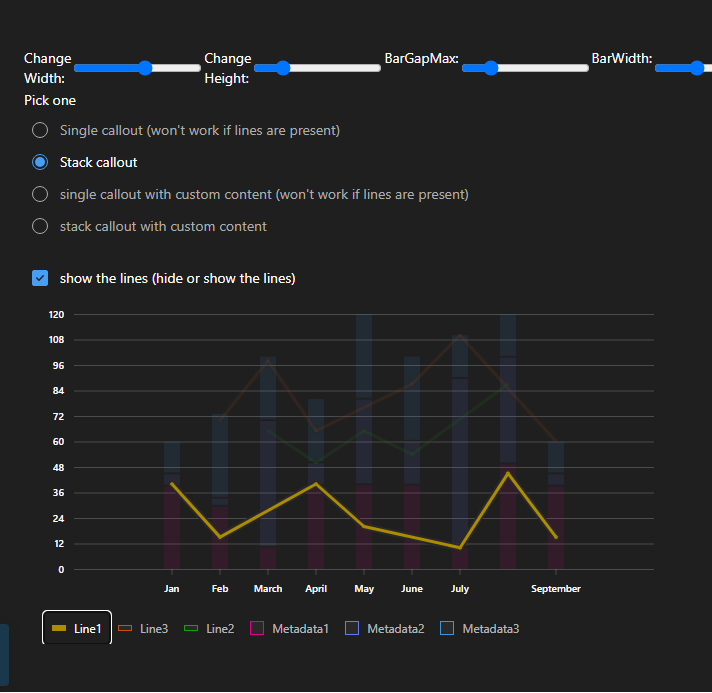 Change Width:
Change Height:
BarGapMax:
BarWidth:
Pick one
Single callout (won't work if lines are present)
Stack callout
single callout with custom content (won't work if lines are present)
stack callout with custom content
show the lines (hide or show the lines)
120
108
96
84
72
60
48
36
24
12
0
Jan Feb March April May June July September
Line1 Line3 Line2 Metadata1 Metadata2 Metadata3